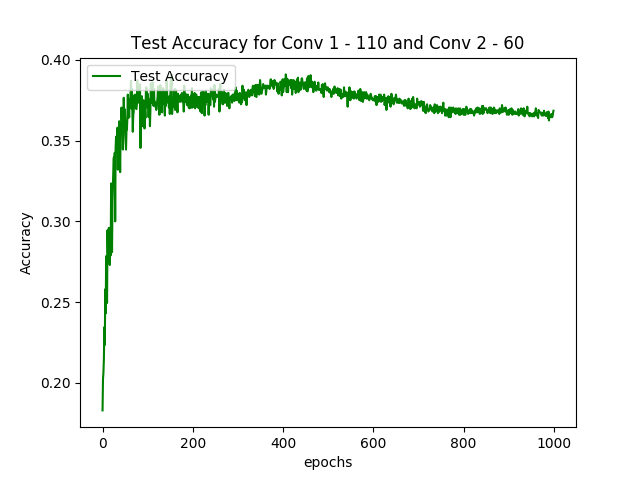 Test Accuracy for Conv 1 - 110 and Conv 2 - 60
Test Accuracy
0.40
0.35
0.30
0.25
0.20
Accuracy
0 200 400 600 800 1000
epochs